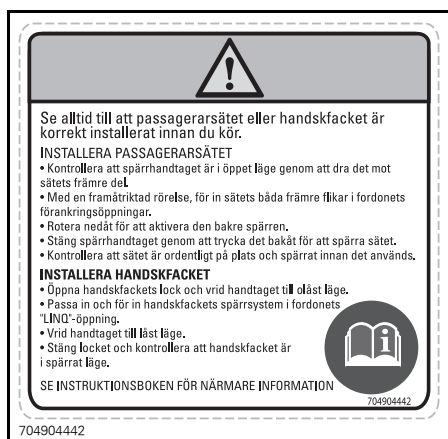 Se alltid till att passagerarsätet eller handskfacket är
korrekt installerat innan du kör.
INSTALLERA PASSAGERARSÄTET
• Kontrollera att spärrhandtaget är i öppet läge genom att dra det mot
sätets främre del.
• Med en framåtriktad rörelse, för in sätets båda främre flikar i fordonets
förankringsöppningar.
• Rotera nedåt för att aktivera den bakre spärren.
• Stäng spärrhandtaget genom att trycka det bakåt för att spärra sätet.
• Kontrollera att sätet är ordentligt på plats och spärrat innan det används.
INSTALLERA HANDSKFACKET
• Öppna handskfackets lock och vrid handtaget till olåst läge.
• Passa in och för in handskfackets spärrsystem i fordonets
"LINQ"-öppning.
• Vrid handtaget till låst läge.
• Stäng locket och kontrollera att handskfacket är
i spärrat läge.
SE INSTRUKTIONSBOKEN FÖR NÄRMARE INFORMATION
704904442
704904442